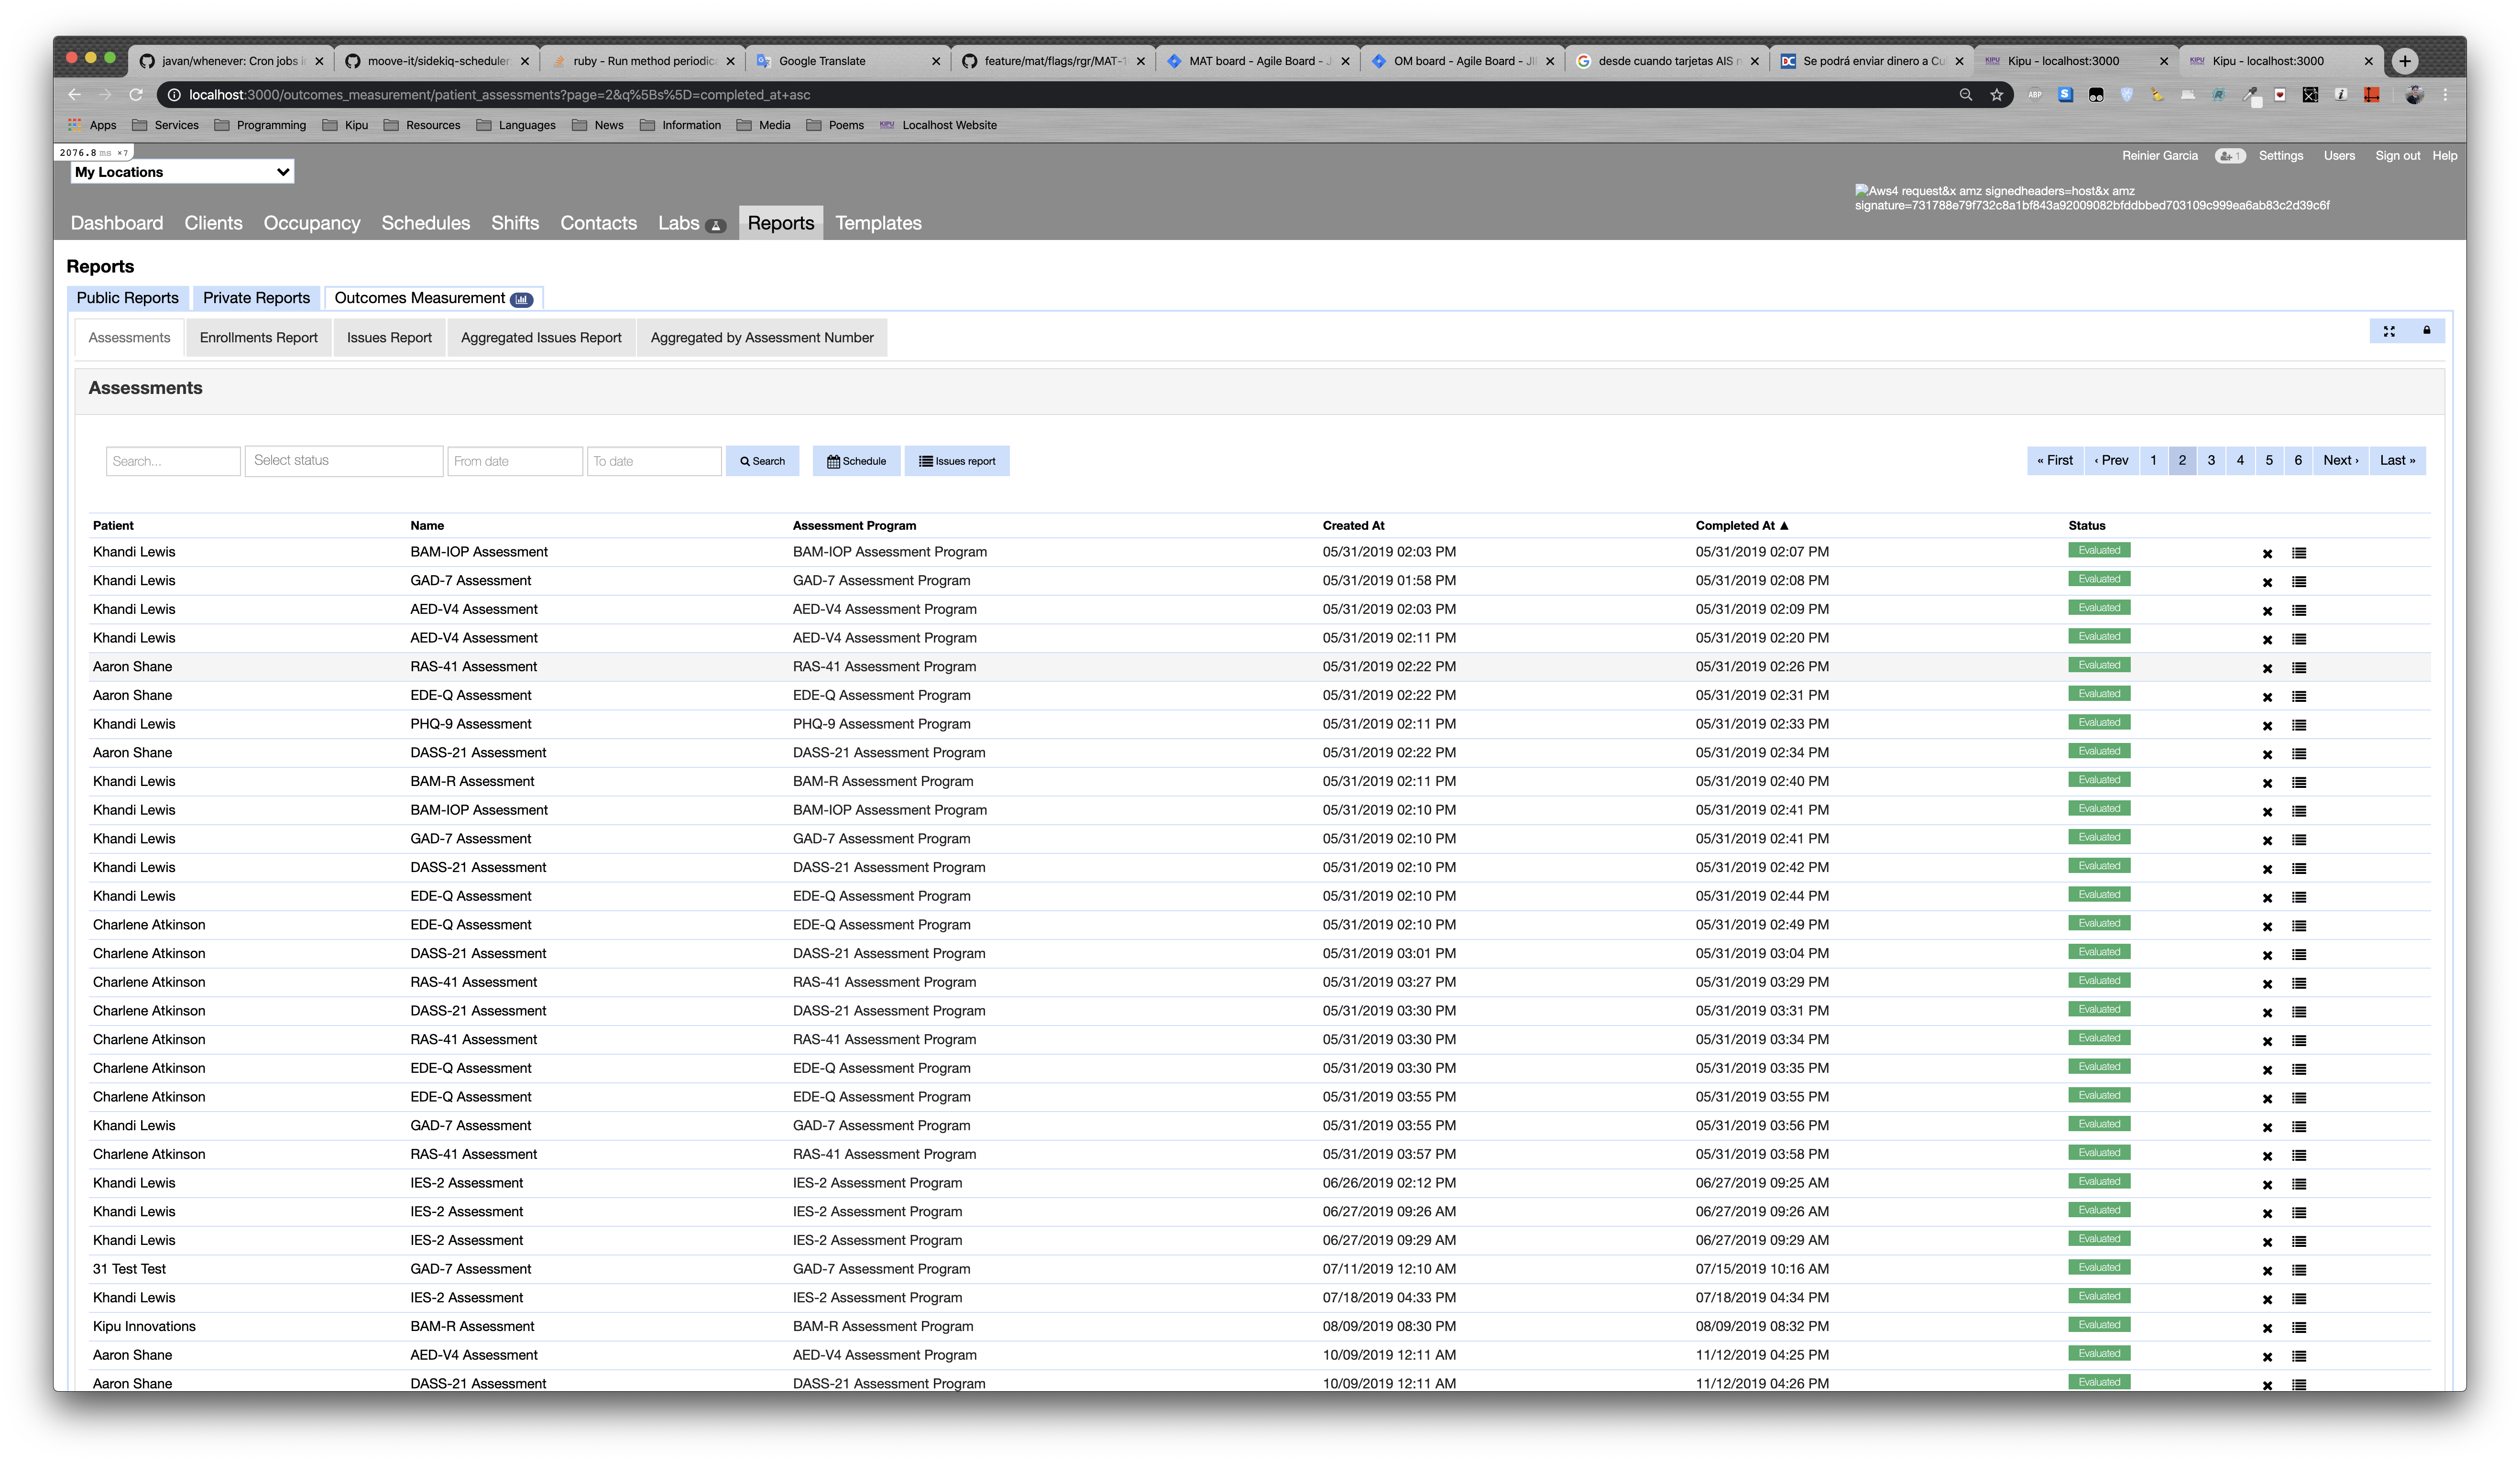 javan/whenever: Cron jobs i
moove-it/sidekiq-scheduler
ruby - Run method periodic
Google Translate
feature/mat/flags/rgr/MAT-1
MAT board - Agile Board - J
OM board - Agile Board - JI
desde cuando tarjetas AIS
Se podrá enviar dinero a Cu
Kipu - localhost:3000
Kipu - localhost:3000
localhost:3000/outcomes_measurement/patient_assessments?page=2&q%5Bs%5D=completed_at+asc
ABP
Apps Services Programming Kipu Resources Languages News Information Media Poems KIPU Localhost Website
2076.8 ms ×7
My Locations
Reinier Garcia 1 Settings Users Sign out Help
Aws4 request&x amz signedheaders=host&x amz
signature=731788e79f732c8a1bf843a92009082bfddbbed703109c999ea6ab83c2d39c6f
Dashboard Clients Occupancy Schedules Shifts Contacts Labs Reports Templates
Reports
Public Reports Private Reports Outcomes Measurement
Assessments Enrollments Report Issues Report Aggregated Issues Report Aggregated by Assessment Number
Assessments
Search... Select status From date To date Search Schedule Issues report « First ‹ Prev 1 2 3 4 5 6 Next › Last »
Patient Name Assessment Program Created At Completed At ▲ Status
Khandi Lewis BAM-IOP Assessment BAM-IOP Assessment Program 05/31/2019 02:03 PM 05/31/2019 02:07 PM Evaluated
Khandi Lewis GAD-7 Assessment GAD-7 Assessment Program 05/31/2019 01:58 PM 05/31/2019 02:08 PM Evaluated
Khandi Lewis AED-V4 Assessment AED-V4 Assessment Program 05/31/2019 02:03 PM 05/31/2019 02:09 PM Evaluated
Khandi Lewis AED-V4 Assessment AED-V4 Assessment Program 05/31/2019 02:11 PM 05/31/2019 02:20 PM Evaluated
Aaron Shane RAS-41 Assessment RAS-41 Assessment Program 05/31/2019 02:22 PM 05/31/2019 02:26 PM Evaluated
Aaron Shane EDE-Q Assessment EDE-Q Assessment Program 05/31/2019 02:22 PM 05/31/2019 02:31 PM Evaluated
Khandi Lewis PHQ-9 Assessment PHQ-9 Assessment Program 05/31/2019 02:11 PM 05/31/2019 02:33 PM Evaluated
Aaron Shane DASS-21 Assessment DASS-21 Assessment Program 05/31/2019 02:22 PM 05/31/2019 02:34 PM Evaluated
Khandi Lewis BAM-R Assessment BAM-R Assessment Program 05/31/2019 02:11 PM 05/31/2019 02:40 PM Evaluated
Khandi Lewis BAM-IOP Assessment BAM-IOP Assessment Program 05/31/2019 02:10 PM 05/31/2019 02:41 PM Evaluated
Khandi Lewis GAD-7 Assessment GAD-7 Assessment Program 05/31/2019 02:10 PM 05/31/2019 02:41 PM Evaluated
Khandi Lewis DASS-21 Assessment DASS-21 Assessment Program 05/31/2019 02:10 PM 05/31/2019 02:42 PM Evaluated
Khandi Lewis EDE-Q Assessment EDE-Q Assessment Program 05/31/2019 02:10 PM 05/31/2019 02:44 PM Evaluated
Charlene Atkinson EDE-Q Assessment EDE-Q Assessment Program 05/31/2019 02:10 PM 05/31/2019 02:49 PM Evaluated
Charlene Atkinson DASS-21 Assessment DASS-21 Assessment Program 05/31/2019 03:01 PM 05/31/2019 03:04 PM Evaluated
Charlene Atkinson RAS-41 Assessment RAS-41 Assessment Program 05/31/2019 03:27 PM 05/31/2019 03:29 PM Evaluated
Charlene Atkinson DASS-21 Assessment DASS-21 Assessment Program 05/31/2019 03:30 PM 05/31/2019 03:31 PM Evaluated
Charlene Atkinson RAS-41 Assessment RAS-41 Assessment Program 05/31/2019 03:30 PM 05/31/2019 03:34 PM Evaluated
Charlene Atkinson EDE-Q Assessment EDE-Q Assessment Program 05/31/2019 03:30 PM 05/31/2019 03:35 PM Evaluated
Charlene Atkinson EDE-Q Assessment EDE-Q Assessment Program 05/31/2019 03:55 PM 05/31/2019 03:55 PM Evaluated
Khandi Lewis GAD-7 Assessment GAD-7 Assessment Program 05/31/2019 03:55 PM 05/31/2019 03:56 PM Evaluated
Charlene Atkinson RAS-41 Assessment RAS-41 Assessment Program 05/31/2019 03:57 PM 05/31/2019 03:58 PM Evaluated
Khandi Lewis IES-2 Assessment IES-2 Assessment Program 06/26/2019 02:12 PM 06/27/2019 09:25 AM Evaluated
Khandi Lewis IES-2 Assessment IES-2 Assessment Program 06/27/2019 09:26 AM 06/27/2019 09:26 AM Evaluated
Khandi Lewis IES-2 Assessment IES-2 Assessment Program 06/27/2019 09:29 AM 06/27/2019 09:29 AM Evaluated
31 Test Test GAD-7 Assessment GAD-7 Assessment Program 07/11/2019 12:10 AM 07/15/2019 10:16 AM Evaluated
Khandi Lewis IES-2 Assessment IES-2 Assessment Program 07/18/2019 04:33 PM 07/18/2019 04:34 PM Evaluated
Kipu Innovations BAM-R Assessment BAM-R Assessment Program 08/09/2019 08:30 PM 08/09/2019 08:32 PM Evaluated
Aaron Shane AED-V4 Assessment AED-V4 Assessment Program 10/09/2019 12:11 AM 11/12/2019 04:25 PM Evaluated
Aaron Shane DASS-21 Assessment DASS-21 Assessment Program 10/09/2019 12:11 AM 11/12/2019 04:26 PM Evaluated